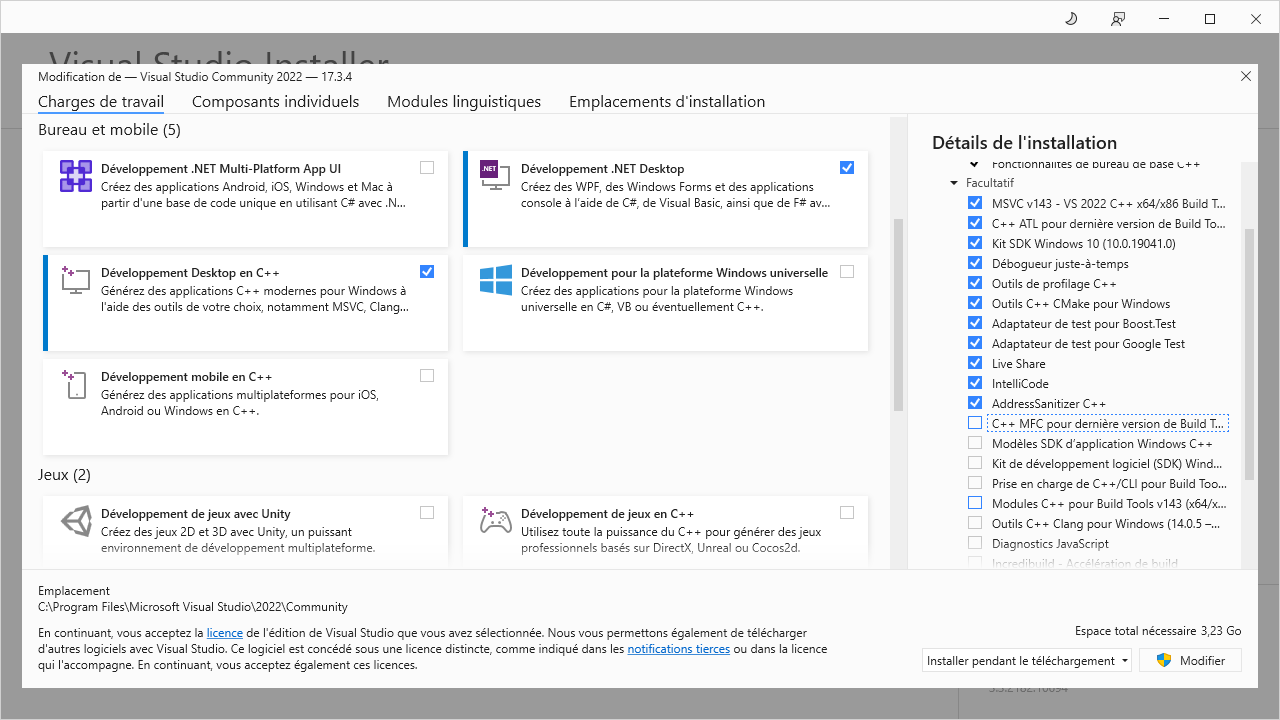 Visual Studio Installer
Modification de — Visual Studio Community 2022 — 17.3.4
Charges de travail
Composants individuels
Modules linguistiques
Emplacements d'installation
Bureau et mobile (5)
Développement .NET Multi-Platform App UI
Créez des applications Android, iOS, Windows et Mac à
partir d'une base de code unique en utilisant C# avec .N...
.NET
Développement .NET Desktop
Créez des WPF, des Windows Forms et des applications
console à l'aide de C#, de Visual Basic, ainsi que de F# av...
Développement Desktop en C++
Générez des applications C++ modernes pour Windows à
l'aide des outils de votre choix, notamment MSVC, Clang...
Développement pour la plateforme Windows universelle
Créez des applications pour la plateforme Windows
universelle en C#, VB ou éventuellement C++.
Développement mobile en C++
Générez des applications multiplateformes pour iOS,
Android ou Windows en C++.
Jeux (2)
Développement de jeux avec Unity
Créez des jeux 2D et 3D avec Unity, un puissant
environnement de développement multiplateforme.
Développement de jeux en C++
Utilisez toute la puissance du C++ pour générer des jeux
professionnels basés sur DirectX, Unreal ou Cocos2d.
Détails de l'installation
Fonctionnalités de bureau de base C++
Facultatif
MSVC v143 - VS 2022 C++ x64/x86 Build T...
C++ ATL pour dernière version de Build To...
Kit SDK Windows 10 (10.0.19041.0)
Débogueur juste-à-temps
Outils de profilage C++
Outils C++ CMake pour Windows
Adaptateur de test pour Boost.Test
Adaptateur de test pour Google Test
Live Share
IntelliCode
AddressSanitizer C++
C++ MFC pour dernière version de Build T...
Modèles SDK d'application Windows C++
Kit de développement logiciel (SDK) Wind...
Prise en charge de C++/CLI pour Build Too...
Modules C++ pour Build Tools v143 (x64/x...
Outils C++ Clang pour Windows (14.0.5 –...
Diagnostics JavaScript
Incredibuild - Accélération de build
Emplacement
C:\Program Files\Microsoft Visual Studio\2022\Community
En continuant, vous acceptez la licence de l'édition de Visual Studio que vous avez sélectionnée. Nous vous permettons également de télécharger
d'autres logiciels avec Visual Studio. Ce logiciel est concédé sous une licence distincte, comme indiqué dans les notifications tierces ou dans la licence
qui l'accompagne. En continuant, vous acceptez également ces licences.
Espace total nécessaire 3,23 Go
Installer pendant le téléchargement
Modifier